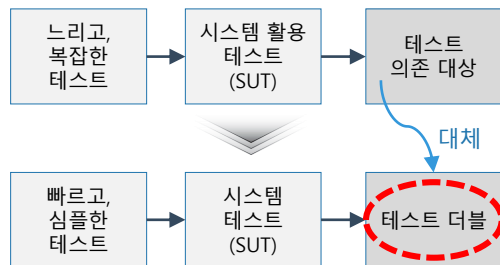 느리고,
복잡한
테스트
시스템 활용
테스트
(SUT)
테스트
의존 대상
대체
빠르고,
심플한
테스트
시스템
테스트
(SUT)
테스트 더블